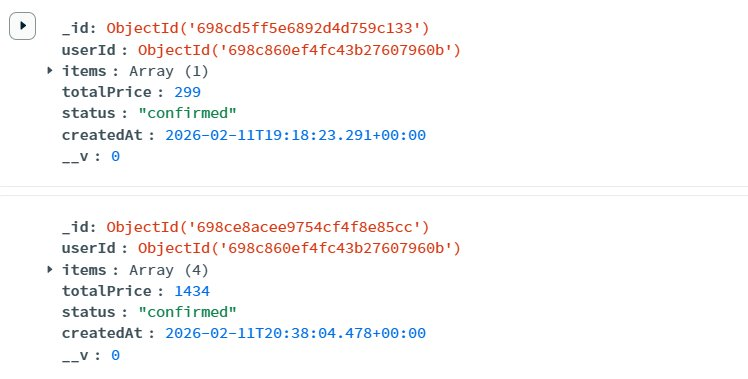 _id: ObjectId('698cd5ff5e6892d4d759c133')
userId : ObjectId('698c860ef4fc43b27607960b')
items : Array (1)
totalPrice : 299
status : "confirmed"
createdAt : 2026-02-11T19:18:23.291+00:00
__v : 0
_id: ObjectId('698ce8acee9754cf4f8e85cc')
userId : ObjectId('698c860ef4fc43b27607960b')
items : Array (4)
totalPrice : 1434
status : "confirmed"
createdAt : 2026-02-11T20:38:04.478+00:00
__v : 0